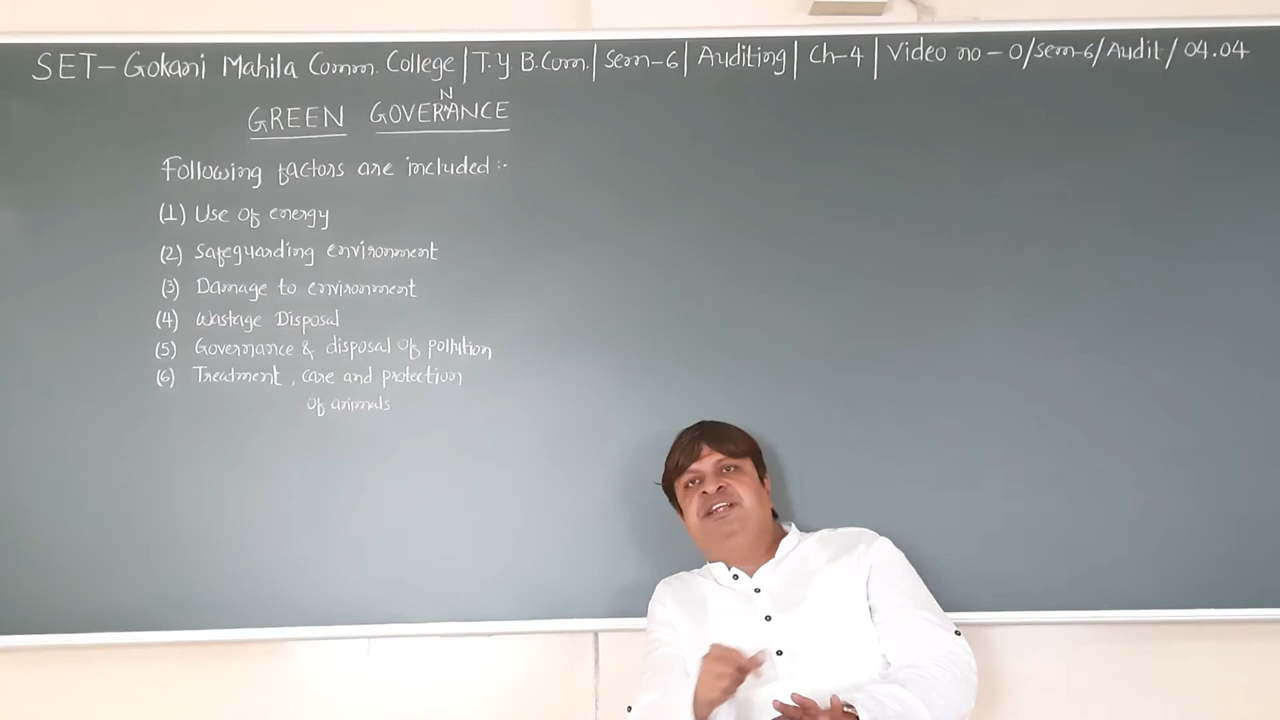 SET- Gokani Mahila Comm. College | T.Y B.Com. | Sem-6 | Auditing | Ch-4 | Video no - O/sem-6/Audit/04.04
GREEN GOVERNANCE
Following factors are included :-
(1) Use of energy
(2) Safeguarding environment
(3) Damage to environment
(4) Wastage Disposal
(5) Governance & disposal of pollution
(6) Treatment, care and protection
of animals